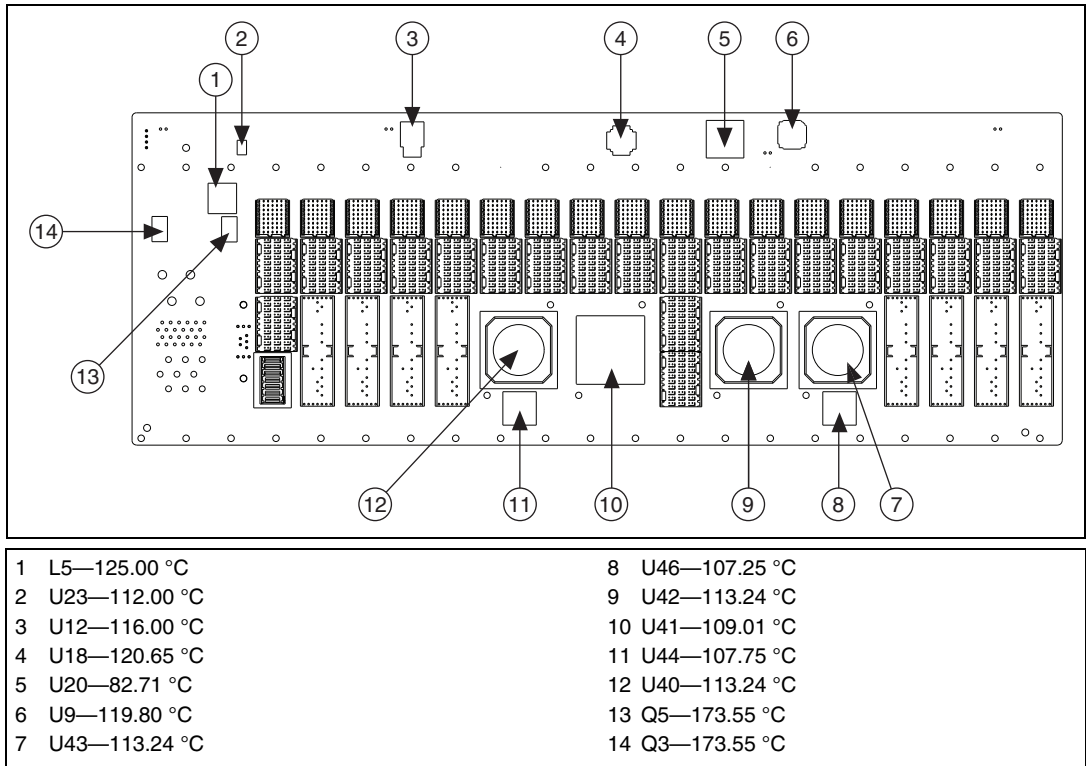 2
3
4
5
6
1
14
13
12
11
10
9
8
7
1 L5—125.00 °C
2 U23—112.00 °C
3 U12—116.00 °C
4 U18—120.65 °C
5 U20—82.71 °C
6 U9—119.80 °C
7 U43—113.24 °C
8 U46—107.25 °C
9 U42—113.24 °C
10 U41—109.01 °C
11 U44—107.75 °C
12 U40—113.24 °C
13 Q5—173.55 °C
14 Q3—173.55 °C